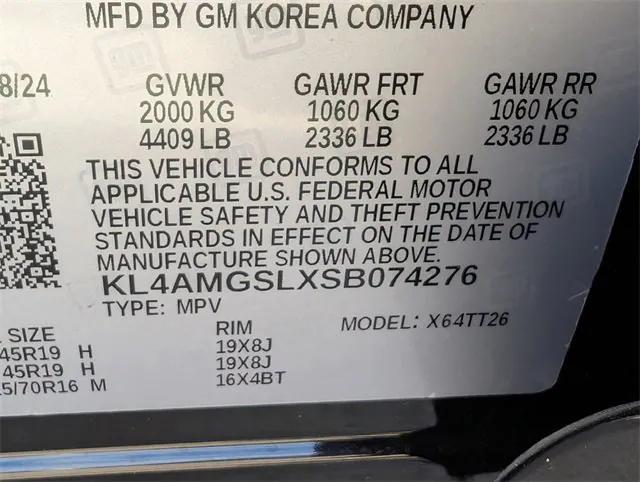 MFD BY GM KOREA COMPANY
8/24 GVWR GAWR FRT GAWR RR
2000 KG 1060 KG 1060 KG
4409 LB 2336 LB 2336 LB
THIS VEHICLE CONFORMS TO ALL
APPLICABLE U.S. FEDERAL MOTOR
VEHICLE SAFETY AND THEFT PREVENTION
STANDARDS IN EFFECT ON THE DATE OF
MANUFACTURE SHOWN ABOVE.
KL4AMGSLXSB074276
TYPE: MPV MODEL: X64TT26
SIZE RIM
45R19 H 19X8J
45R19 H 19X8J
5/70R16 M 16X4BT